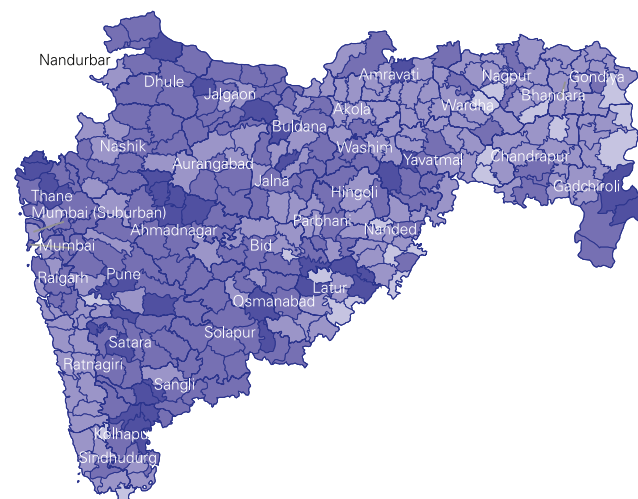 Nandurbar
Dhule
Jalgaon
Amravati
Nagpur
Gondiya
Bhandara
Wardha
Akola
Buldana
Nashik
Aurangabad
Washim
Yavatmal
Chandrapur
Jalna
Hingoli
Gadchiroli
Thane
Mumbai (Suburban)
Parbhani
Nanded
Ahmadnagar
Mumbai
Bid
Raigarh
Pune
Latur
Osmanabad
Solapur
Satara
Ratnagiri
Sangli
Kolhapur
Sindhudurg